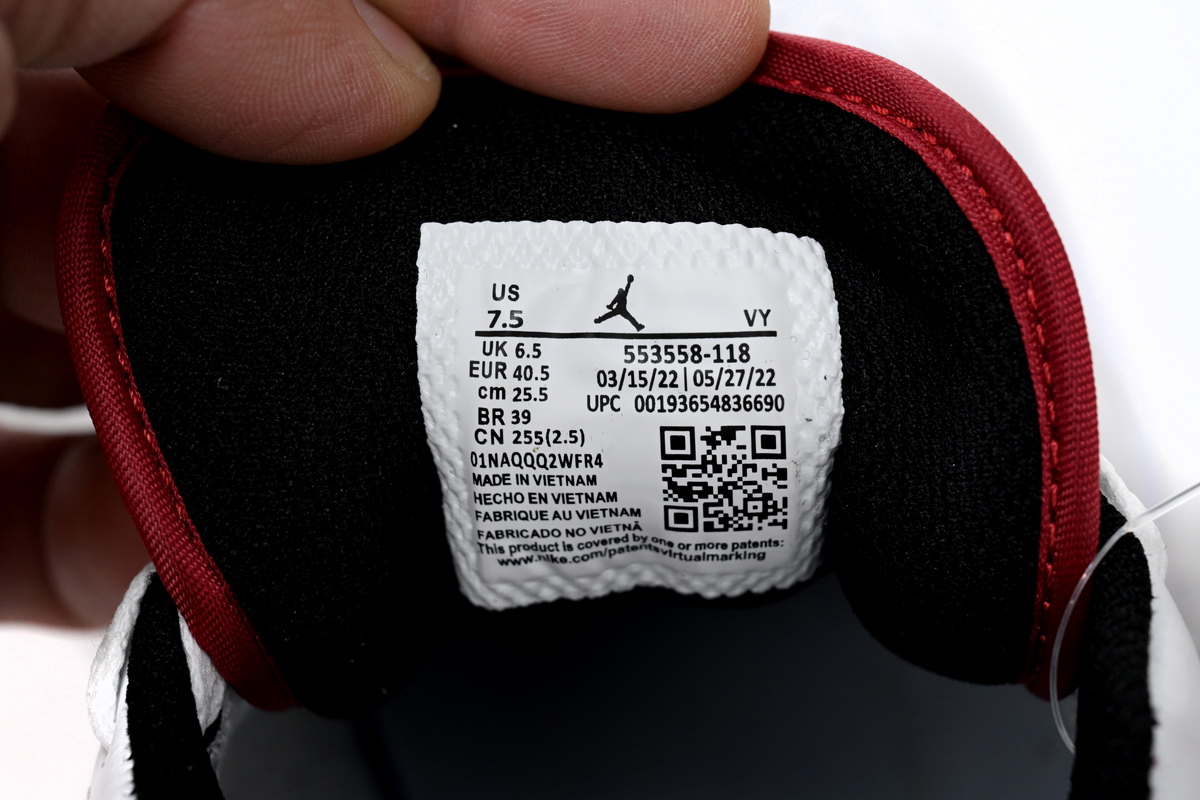 US
7.5 VY
UK 6.5 553558-118
EUR 40.5 03/15/22 | 05/27/22
cm 25.5 UPC 00193654836690
BR 39
CN 255(2.5)
01NAQQQ2WFR4
MADE IN VIETNAM
HECHO EN VIETNAM
FABRIQUE AU VIETNAM
FABRICADO NO VIETNÃ
This product is covered by one or more patents:
www.nike.com/patentsvirtualmarking